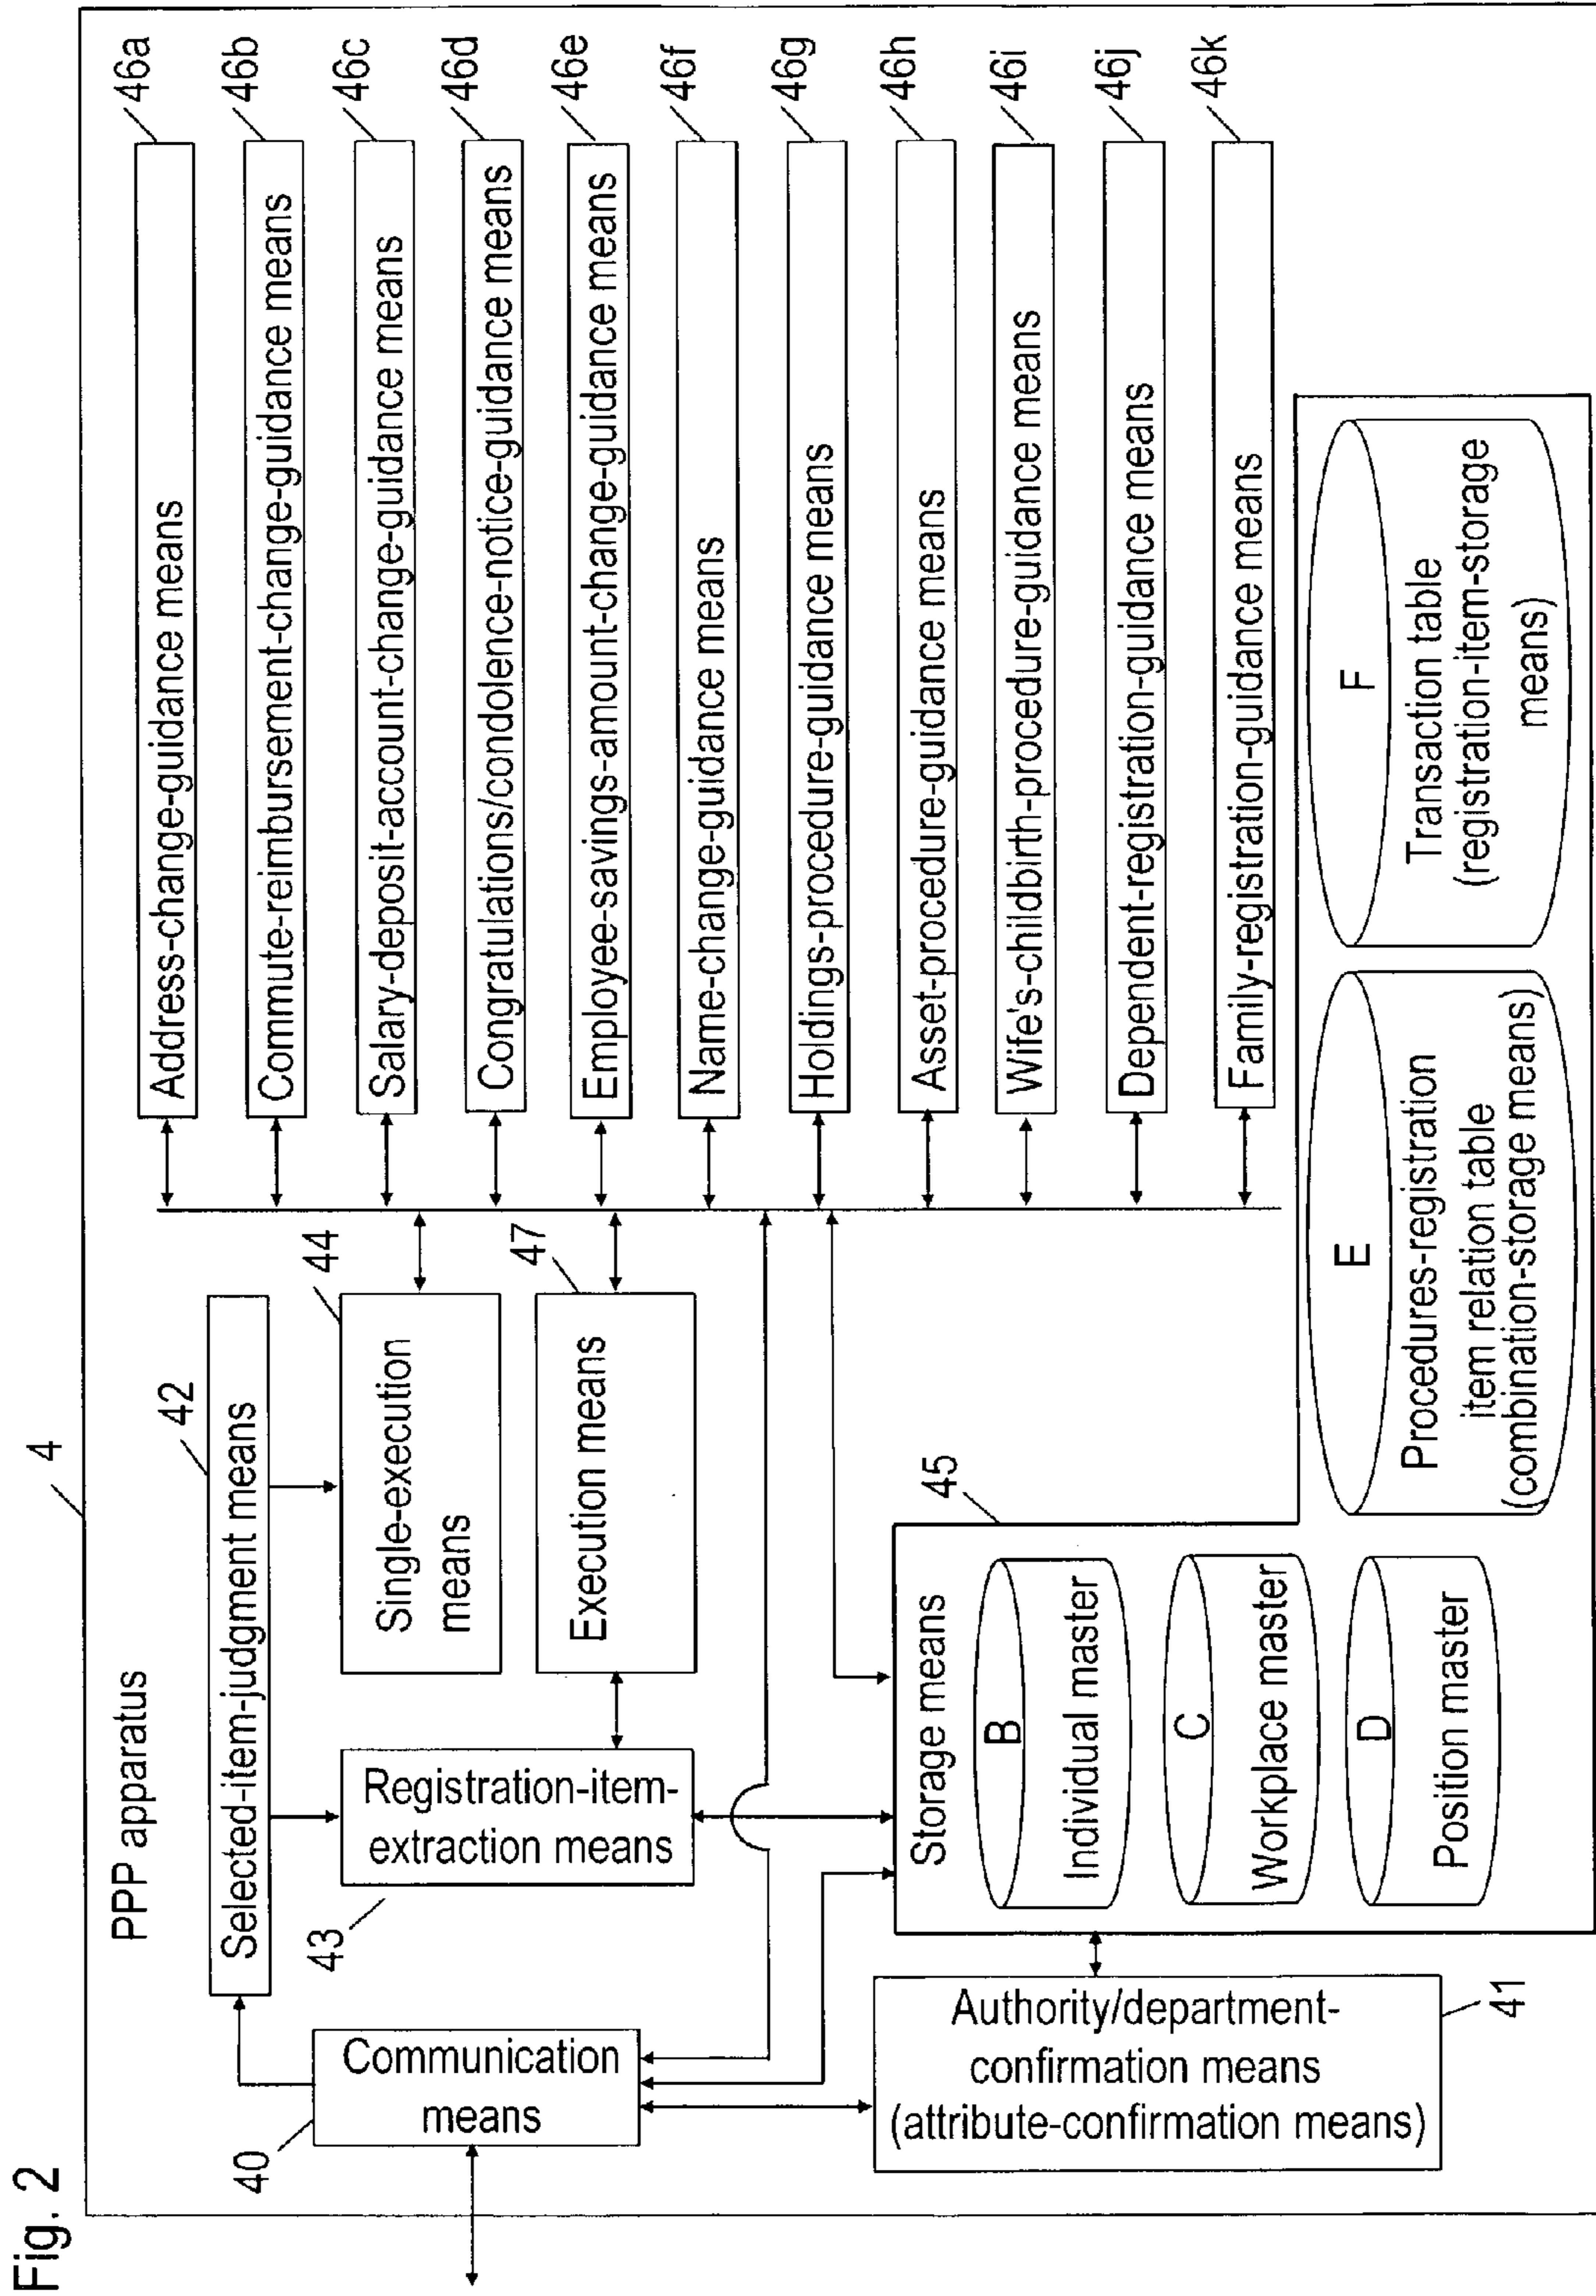 Fig. 2
4
PPP apparatus
40
Communication
means
42
Selected-item-judgment means
43
Registration-item-
extraction means
44
Single-execution
means
47
Execution means
41
Authority/department-
confirmation means
(attribute-confirmation means)
45
Storage means
B
Individual master
C
Workplace master
D
Position master
E
Procedures-registration
item relation table
(combination-storage means)
F
Transaction table
(registration-item-storage
means)
Address-change-guidance means
46a
Commute-reimbursement-change-guidance means
46b
Salary-deposit-account-change-guidance means
46c
Congratulations/condolence-notice-guidance means
46d
Employee-savings-amount-change-guidance means
46e
Name-change-guidance means
46f
Holdings-procedure-guidance means
46g
Asset-procedure-guidance means
46h
Wife's-childbirth-procedure-guidance means
46i
Dependent-registration-guidance means
46j
Family-registration-guidance means
46k